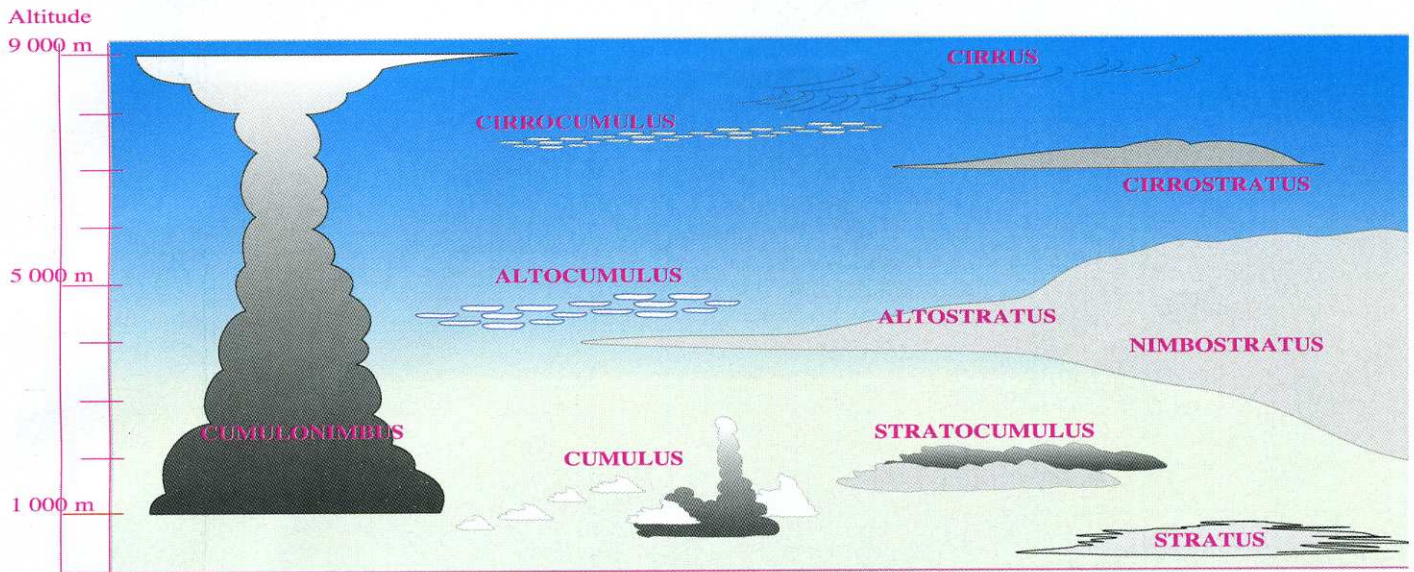 Altitude
9 000 m
CIRRUS
CIRROCUMULUS
CIRROSTRATUS
5 000 m
ALTOCUMULUS
ALTOSTRATUS
NIMBOSTRATUS
CUMULONIMBUS
STRATOCUMULUS
CUMULUS
1 000 m
STRATUS